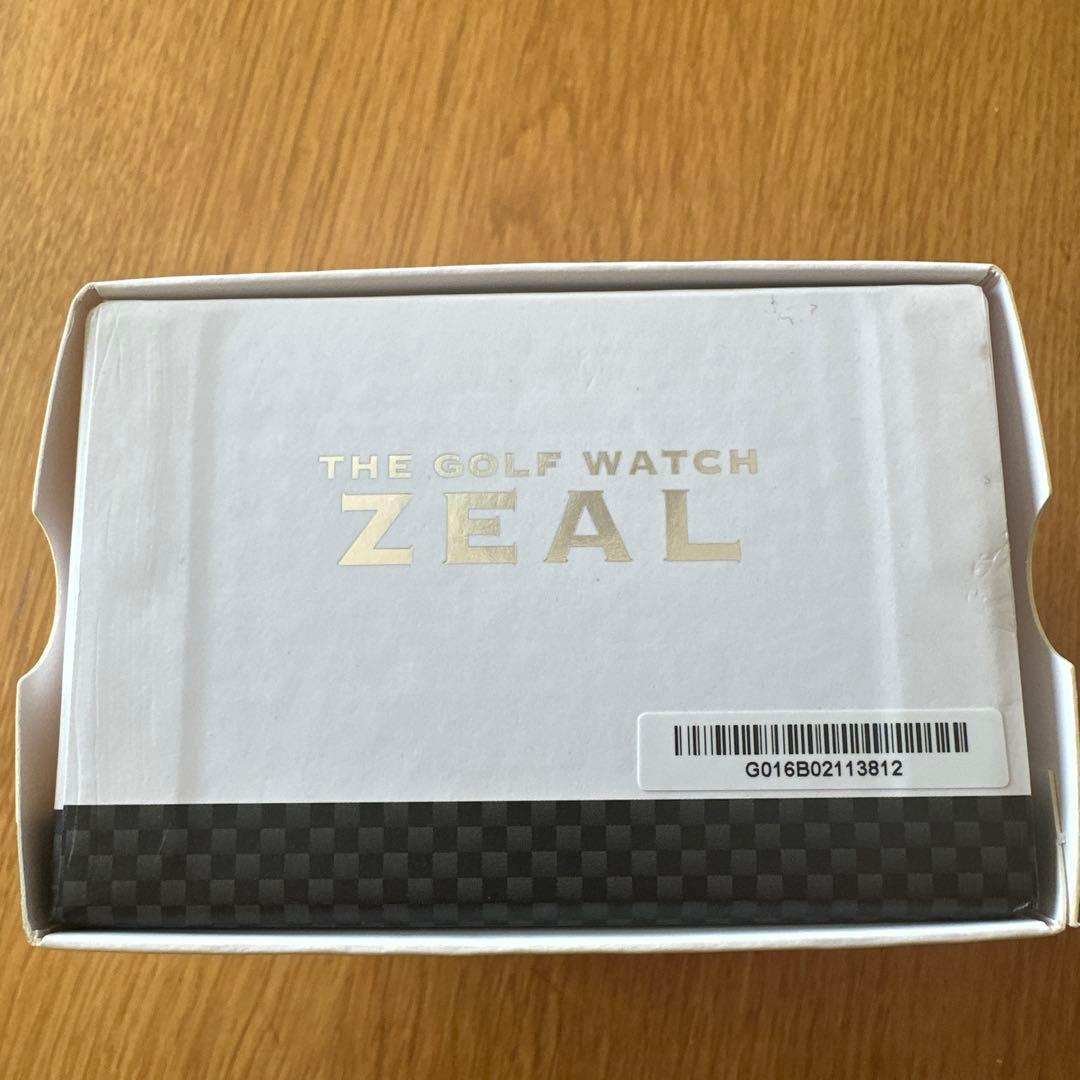 THE GOLF WATCH
ZEAL
G016B02113812